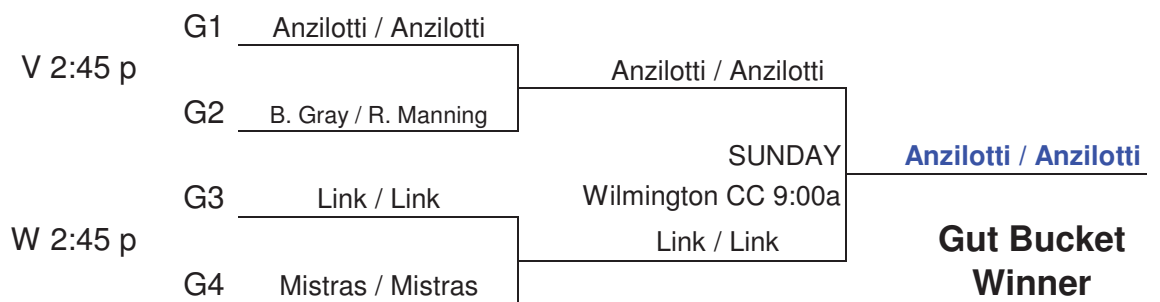 G1 Anzilotti / Anzilotti
V 2:45 p
Anzilotti / Anzilotti
G2 B. Gray / R. Manning
SUNDAY
Anzilotti / Anzilotti
G3 Link / Link
Wilmington CC 9:00a
W 2:45 p
Link / Link
Gut Bucket
Winner
G4 Mistras / Mistras